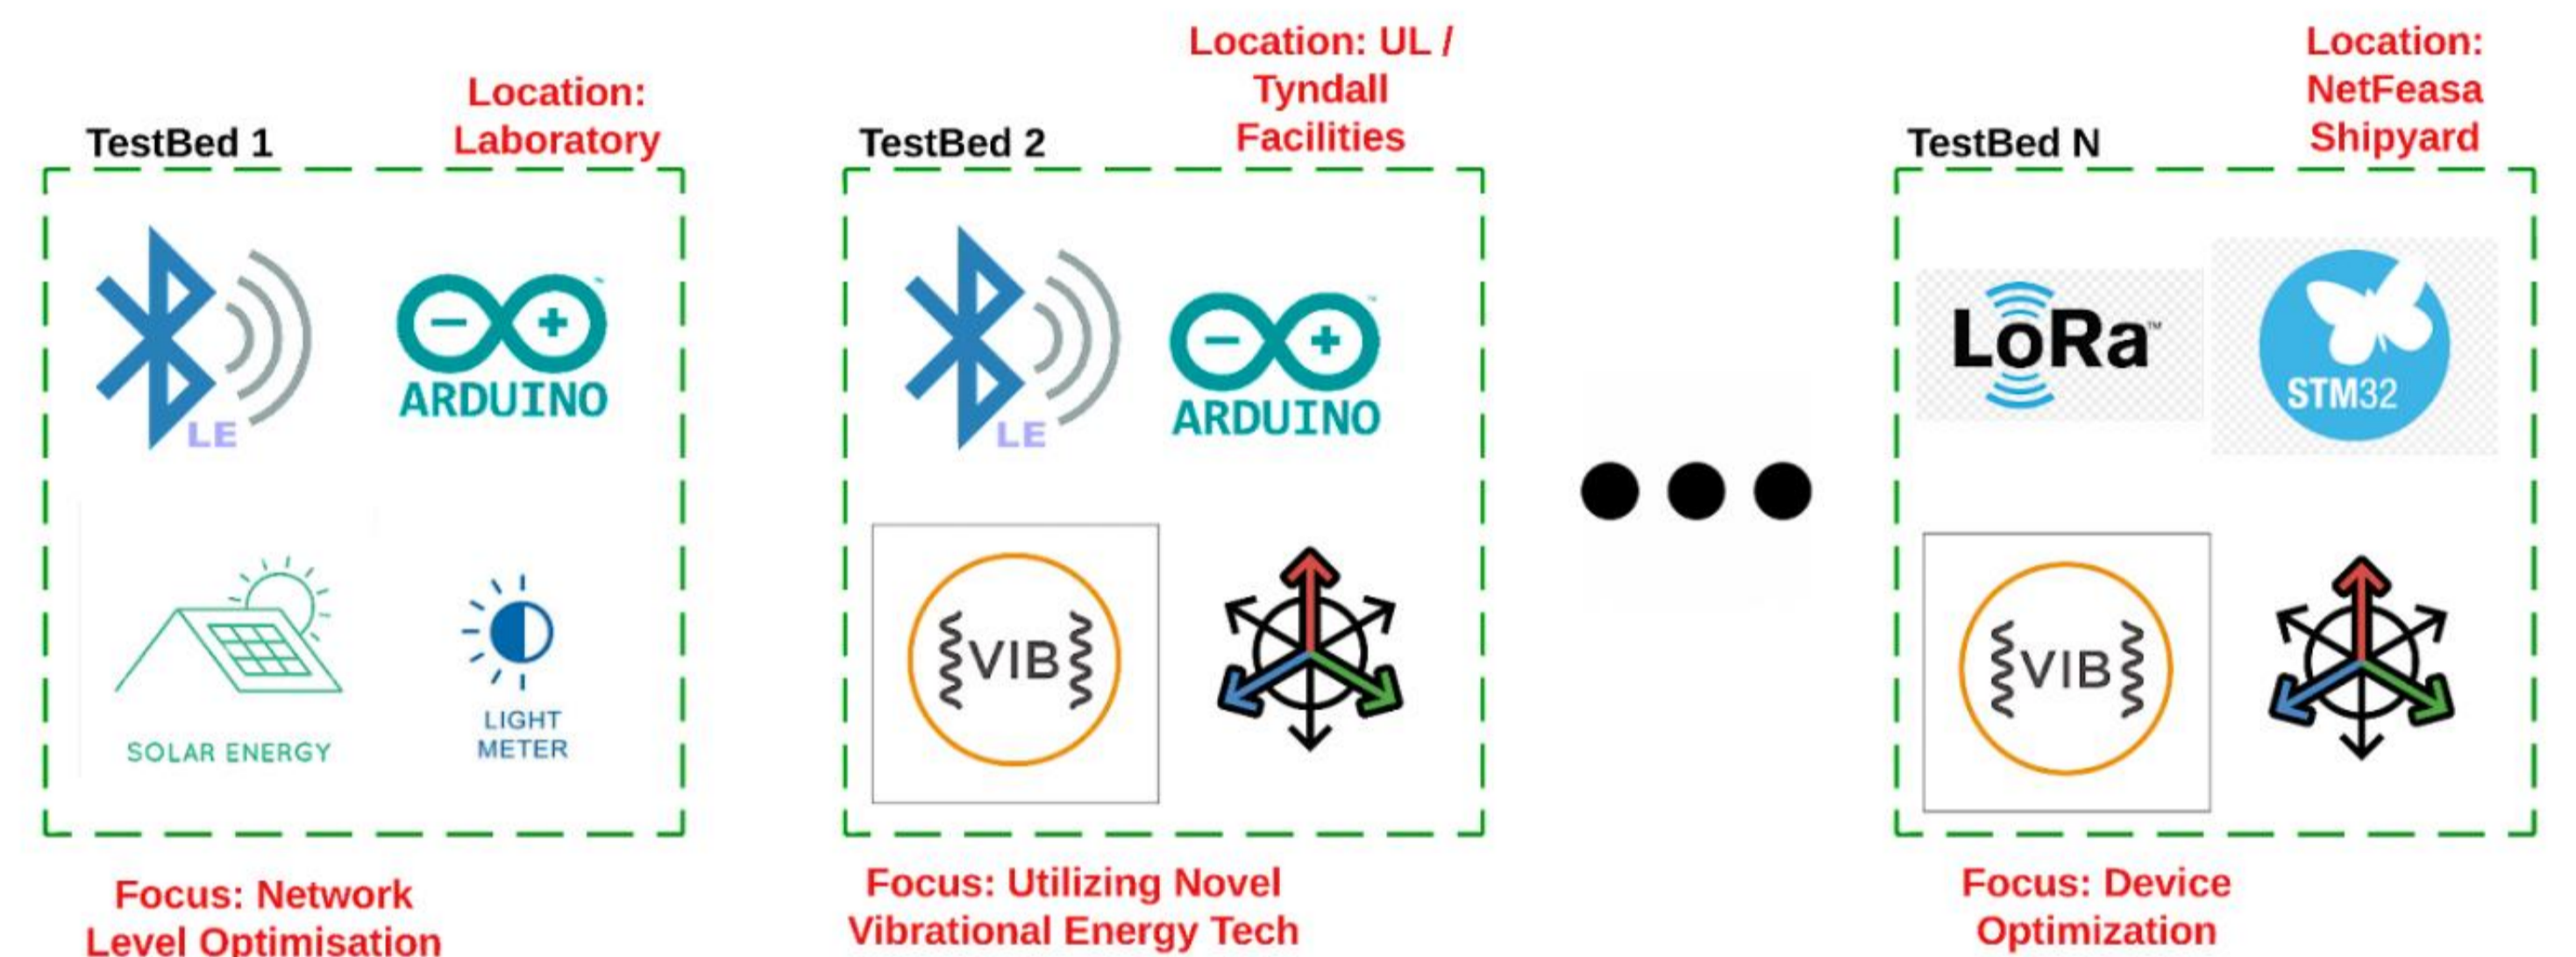 Location:
Laboratory
TestBed 1
LE
ARDUINO
SOLAR ENERGY
LIGHT
METER
Focus: Network
Level Optimisation
Location: UL /
Tyndall
Facilities
TestBed 2
LE
ARDUINO
VIB
Focus: Utilizing Novel
Vibrational Energy Tech
Location:
NetFeasa
Shipyard
TestBed N
LoRa™
STM32
VIB
Focus: Device
Optimization